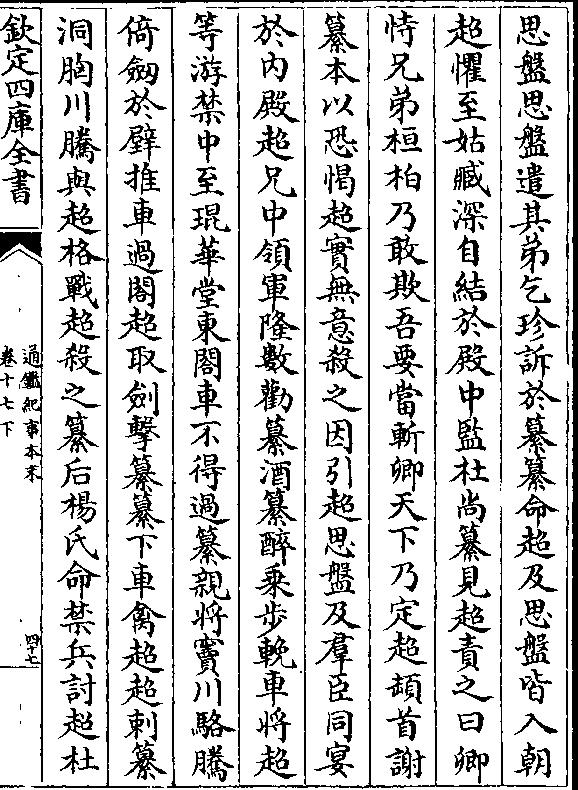 思盤思盤遣其弟乞珍訴於纂纂命超及思盤皆入朝
超懼至姑臧深自結於殿中監杜尚纂見超責之曰卿
恃兄弟桓桓乃敢欺吾要當斬卿天下乃定超頓首謝
纂本以恐愒超實無意殺之因引超思盤及羣臣同宴
於内殿超兄中領軍隆數勸纂酒纂醉乗步輓車將超
等游禁中至琨華堂東閤車不得過纂親將竇川駱騰
倚劒於壁推車過閤超取劍擊纂纂下車禽超超刺纂
洞胸川騰與超格戰超殺之纂后楊氏命禁兵討超杜
欽定四庫全書
通鑑紀事本末
卷十七下
四十七